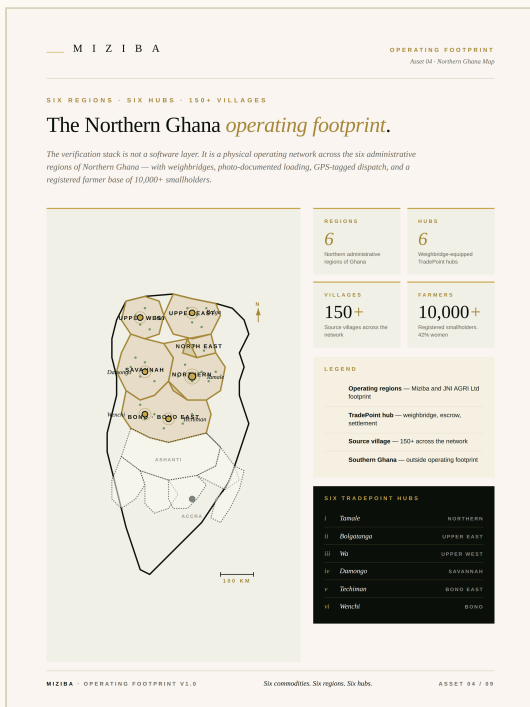 MIZIBA
OPERATING FOOTPRINT
Asset 04 · Northern Ghana Map
SIX REGIONS · SIX HUBS · 150+ VILLAGES
The Northern Ghana operating footprint.
The verification stack is not a software layer. It is a physical operating network across the six administrative
regions of Northern Ghana — with weighbridges, photo-documented loading, GPS-tagged dispatch, and a
registered farmer base of 10,000+ smallholders.
N
UPPER WEST
UPPER EAST
NORTH EAST
SAVANNAH
Damongo
NORTHERN
Tamale
Wenchi
BONO
BONO EAST
Techiman
ASHANTI
ACCRA
100 KM
REGIONS
6
Northern administrative
regions of Ghana
HUBS
6
Weighbridge-equipped
TradePoint hubs
VILLAGES
150+
Source villages across the
network
FARMERS
10,000+
Registered smallholders.
42% women
LEGEND
Operating regions — Miziba and JNI AGRI Ltd
footprint
TradePoint hub — weighbridge, escrow,
settlement
Source village — 150+ across the
network
Southern Ghana — outside operating footprint
SIX TRADEPOINT HUBS
i Tamale NORTHERN
ii Bolgatanga UPPER EAST
iii Wa UPPER WEST
iv Damongo SAVANNAH
v Techiman BONO EAST
vi Wenchi BONO
MIZIBA · OPERATING FOOTPRINT V1.0
Six commodities. Six regions. Six hubs.
ASSET 04 / 09